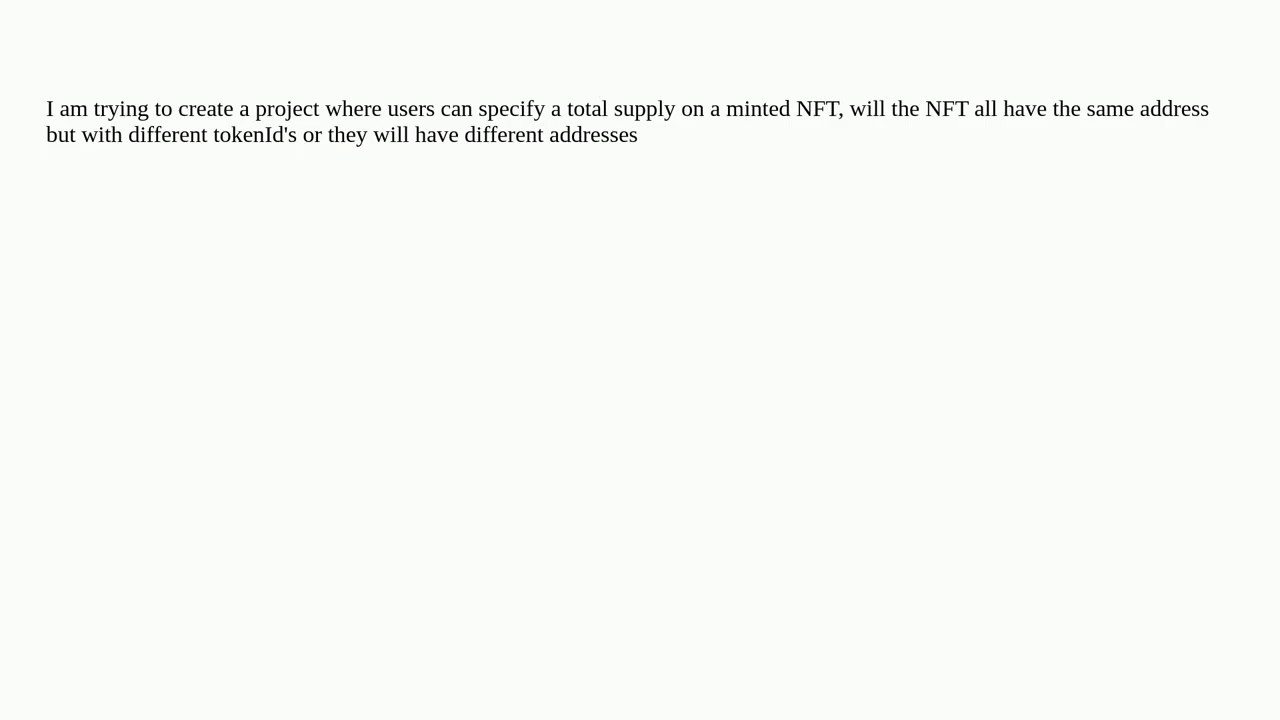 I am trying to create a project where users can specify a total supply on a minted NFT, will the NFT all have the same address
but with different tokenId's or they will have different addresses